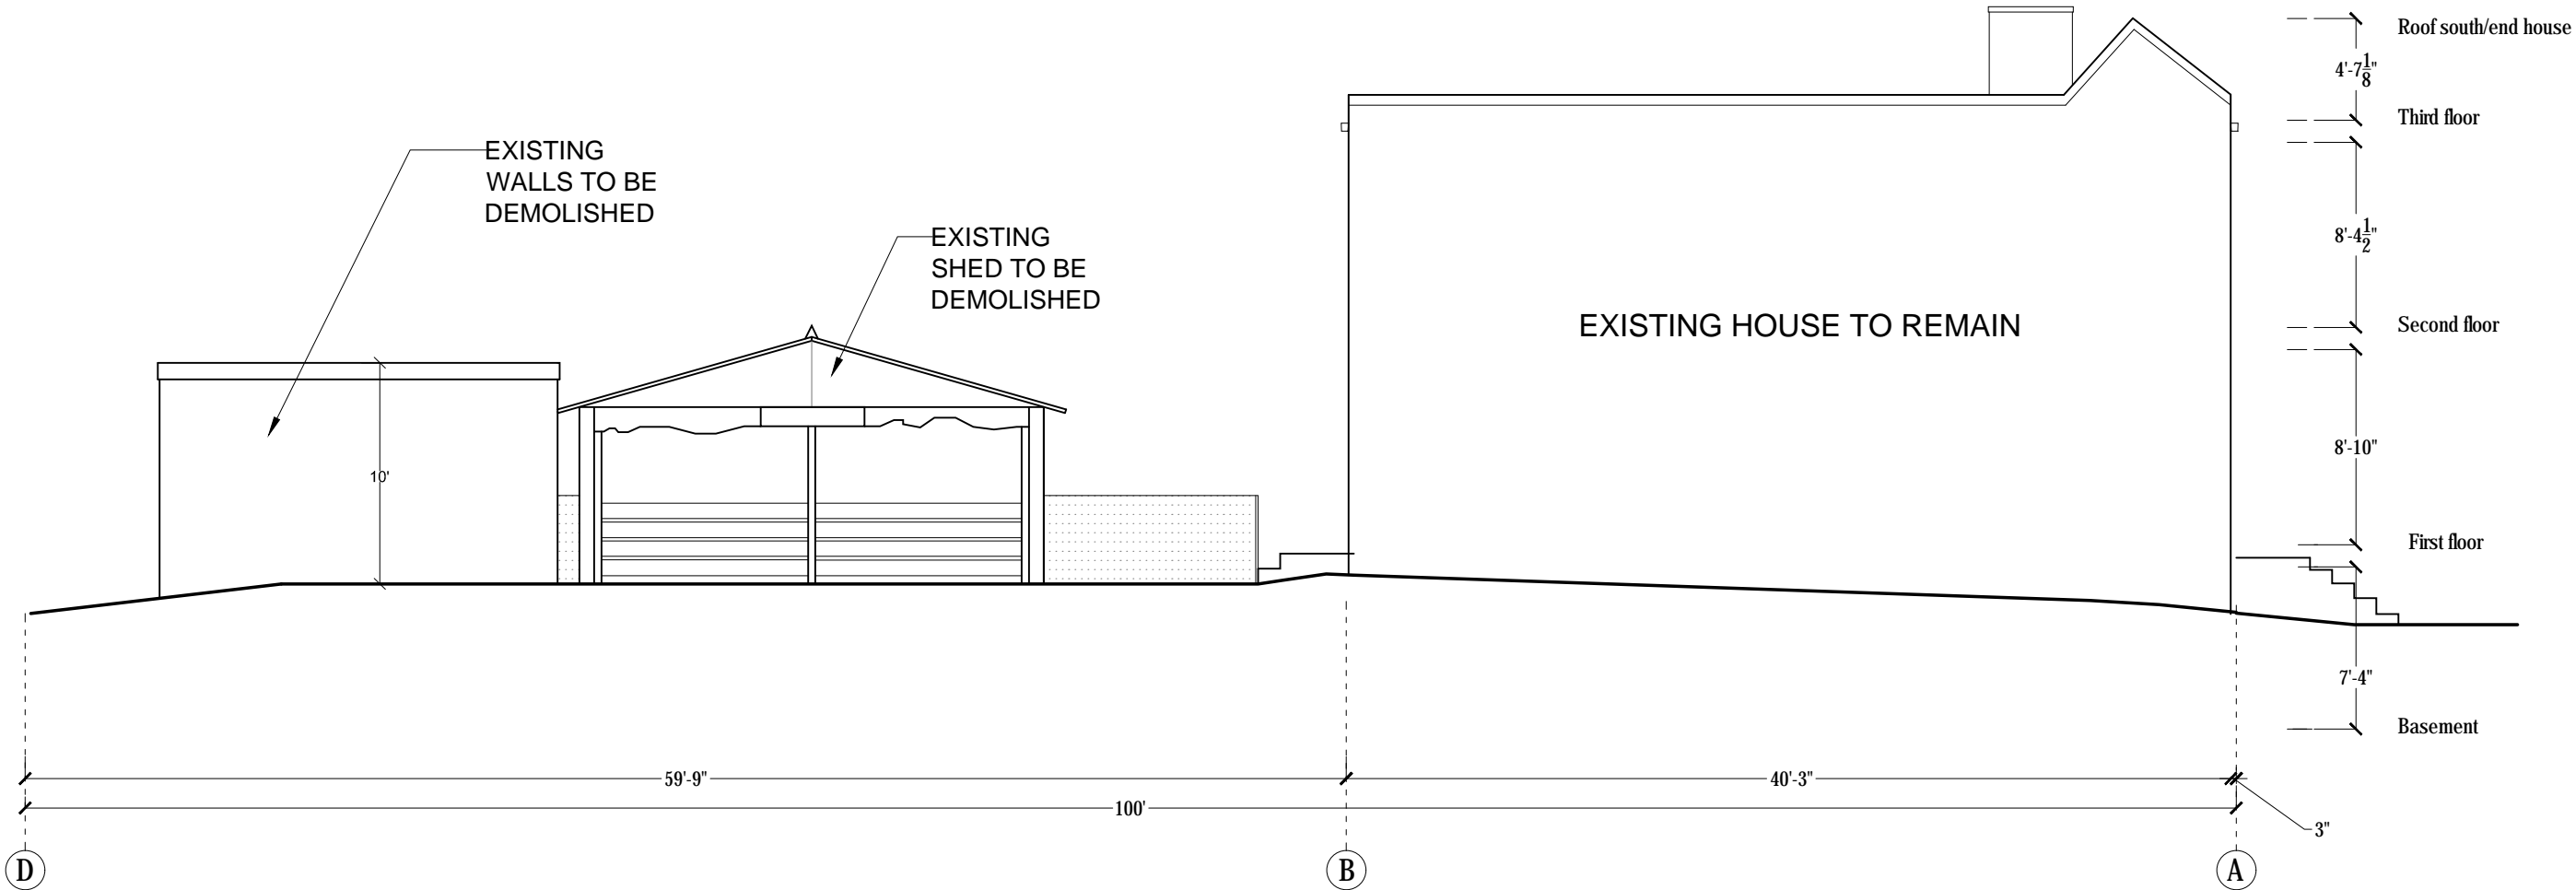 Roof south/end house
4'-7 1/8"
Third floor
EXISTING
WALLS TO BE
DEMOLISHED
EXISTING
SHED TO BE
DEMOLISHED
8'-4 1/2"
EXISTING HOUSE TO REMAIN
Second floor
8'-10"
10'
First floor
7'-4"
Basement
59'-9"
40'-3"
100'
3"
D
B
A